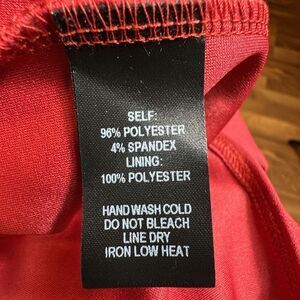 SELF:
96% POLYESTER
4% SPANDEX
LINING:
100% POLYESTER
HAND WASH COLD
DO NOT BLEACH
LINE DRY
IRON LOW HEAT